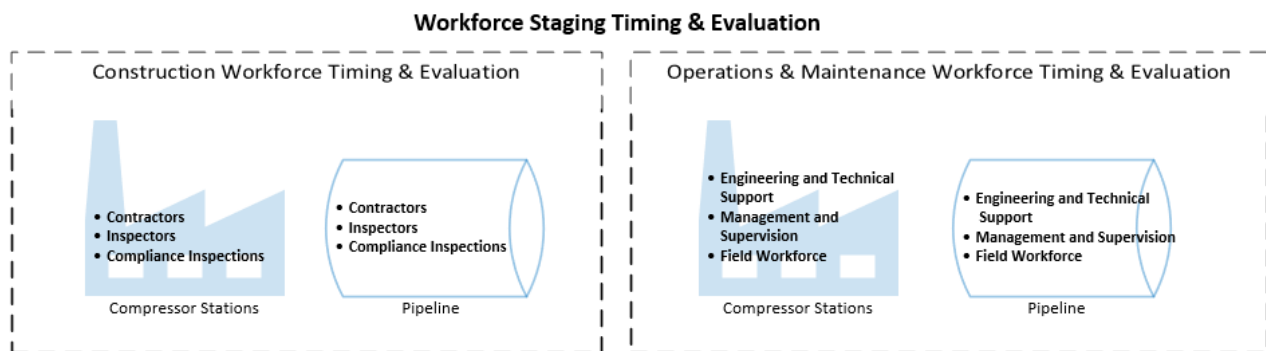 Workforce Staging Timing & Evaluation
Construction Workforce Timing & Evaluation
• Contractors
• Inspectors
• Compliance Inspections
Compressor Stations
• Contractors
• Inspectors
• Compliance Inspections
Pipeline
Operations & Maintenance Workforce Timing & Evaluation
• Engineering and Technical
Support
• Management and
Supervision
• Field Workforce
Compressor Stations
• Engineering and Technical
Support
• Management and Supervision
• Field Workforce
Pipeline